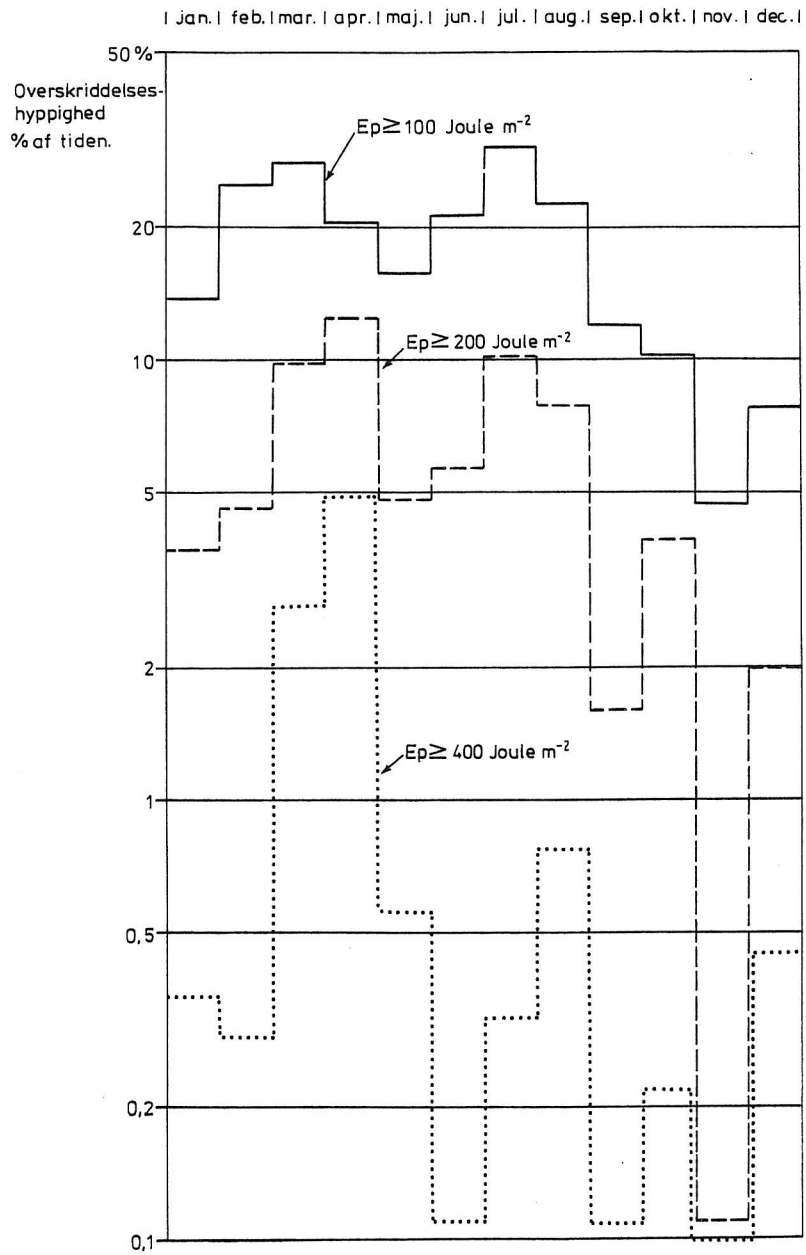 | jan. | feb. | mar. | apr. | maj. | jun. | jul. | aug. | sep. | okt. | nov. | dec. |
50 %
Overskriddelses-
hyppighed
% af tiden.
Ep ≥ 100 Joule m⁻²
20
Ep ≥ 200 Joule m⁻²
10
5
2
Ep ≥ 400 Joule m⁻²
1
0,5
0,2
0,1